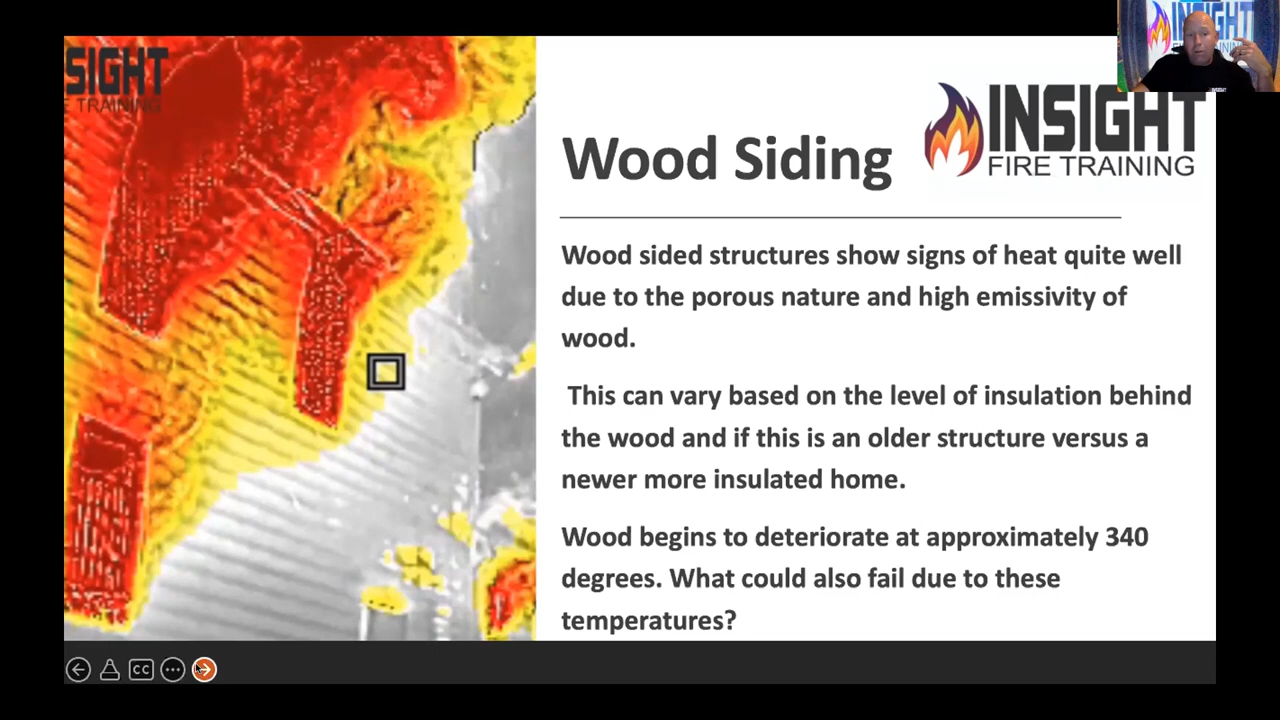 SIGHT
E TRAINING
INSIGHT
Wood Siding
INSIGHT
FIRE TRAINING
Wood sided structures show signs of heat quite well
due to the porous nature and high emissivity of
wood.
This can vary based on the level of insulation behind
the wood and if this is an older structure versus a
newer more insulated home.
Wood begins to deteriorate at approximately 340
degrees. What could also fail due to these
temperatures?
CC